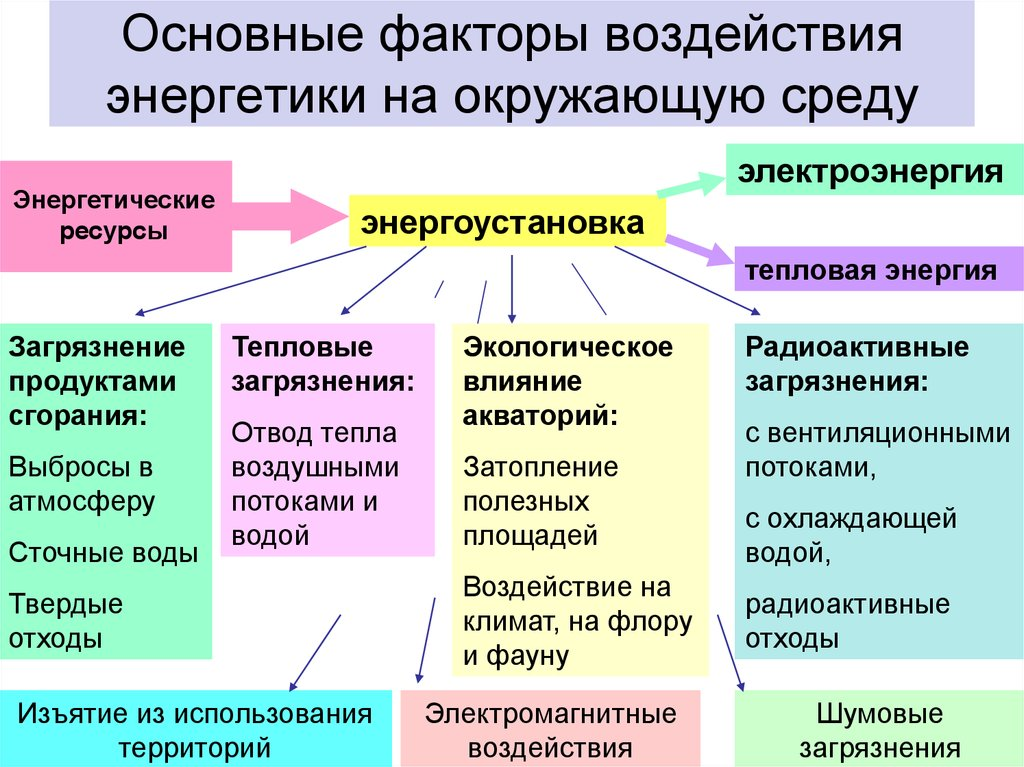 Основные факторы воздействия
энергетики на окружающую среду
электроэнергия
Энергетические
ресурсы
энергоустановка
тепловая энергия
Загрязнение
продуктами
сгорания:
Выбросы в
атмосферу
Сточные воды
Твердые
отходы
Тепловые
загрязнения:
Отвод тепла
воздушными
потоками и
водой
Экологическое
влияние
акваторий:
Затопление
полезных
площадей
Воздействие на
климат, на флору
и фауну
Радиоактивные
загрязнения:
с вентиляционными
потоками,
с охлаждающей
водой,
радиоактивные
отходы
Изъятие из использования
территорий
Электромагнитные
воздействия
Шумовые
загрязнения